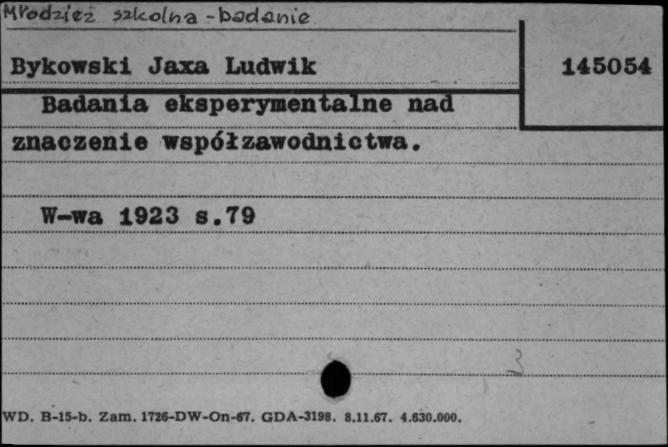 Młodzież szkolna - badanie
Bykowski Jaxa Ludwik 145054
Badania eksperymentalne nad
znaczenie współzawodnictwa.
W-wa 1923 s.79
WD. B-15-b. Zam. 1726-DW-On-67. GDA-3198. 8.11.67. 4.630.000.